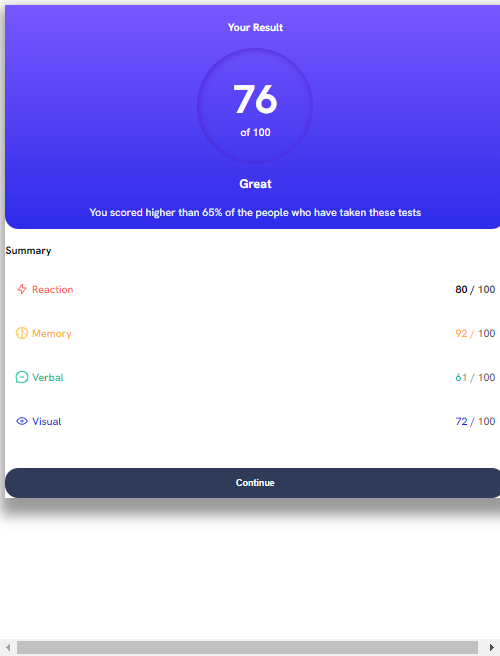 Your Result
76
of 100
Great
You scored higher than 65% of the people who have taken these tests
Summary
Reaction 80 / 100
Memory 92 / 100
Verbal 61 / 100
Visual 72 / 100
Continue